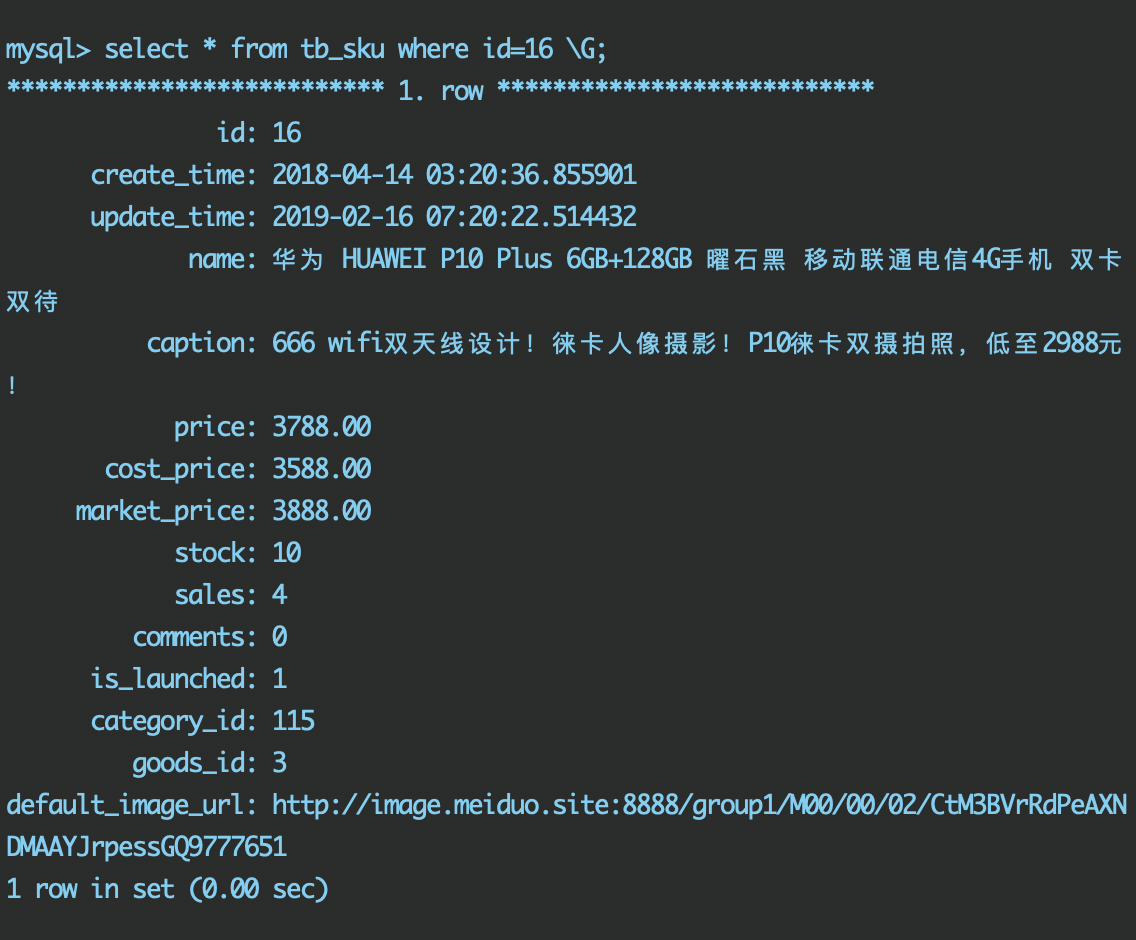 mysql> select * from tb_sku where id=16 \G;
*************************** 1. row ***************************
id: 16
create_time: 2018-04-14 03:20:36.855901
update_time: 2019-02-16 07:20:22.514432
name: 华为 HUAWEI P10 Plus 6GB+128GB 曜石黑 移动联通电信4G手机 双卡
双待
caption: 666 wifi双天线设计！徕卡人像摄影！P10徕卡双摄拍照，低至2988元
！
price: 3788.00
cost_price: 3588.00
market_price: 3888.00
stock: 10
sales: 4
comments: 0
is_launched: 1
category_id: 115
goods_id: 3
default_image_url: http://image.meiduo.site:8888/group1/M00/00/02/CtM3BVrRdPeAXN
DMAAYJrpessGQ9777651
1 row in set (0.00 sec)